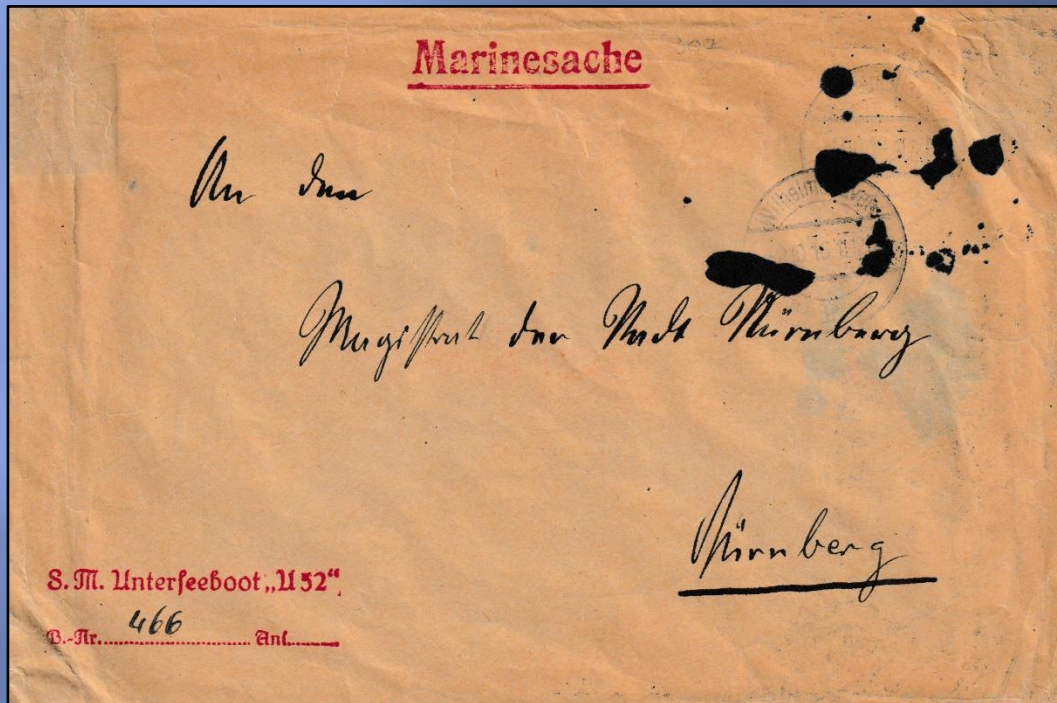 Marinesache
An den
Magistrat der Stadt Nürnberg
Nürnberg
S. M. Unterseeboot „U 52“
B.-Nr. 466 Anl.